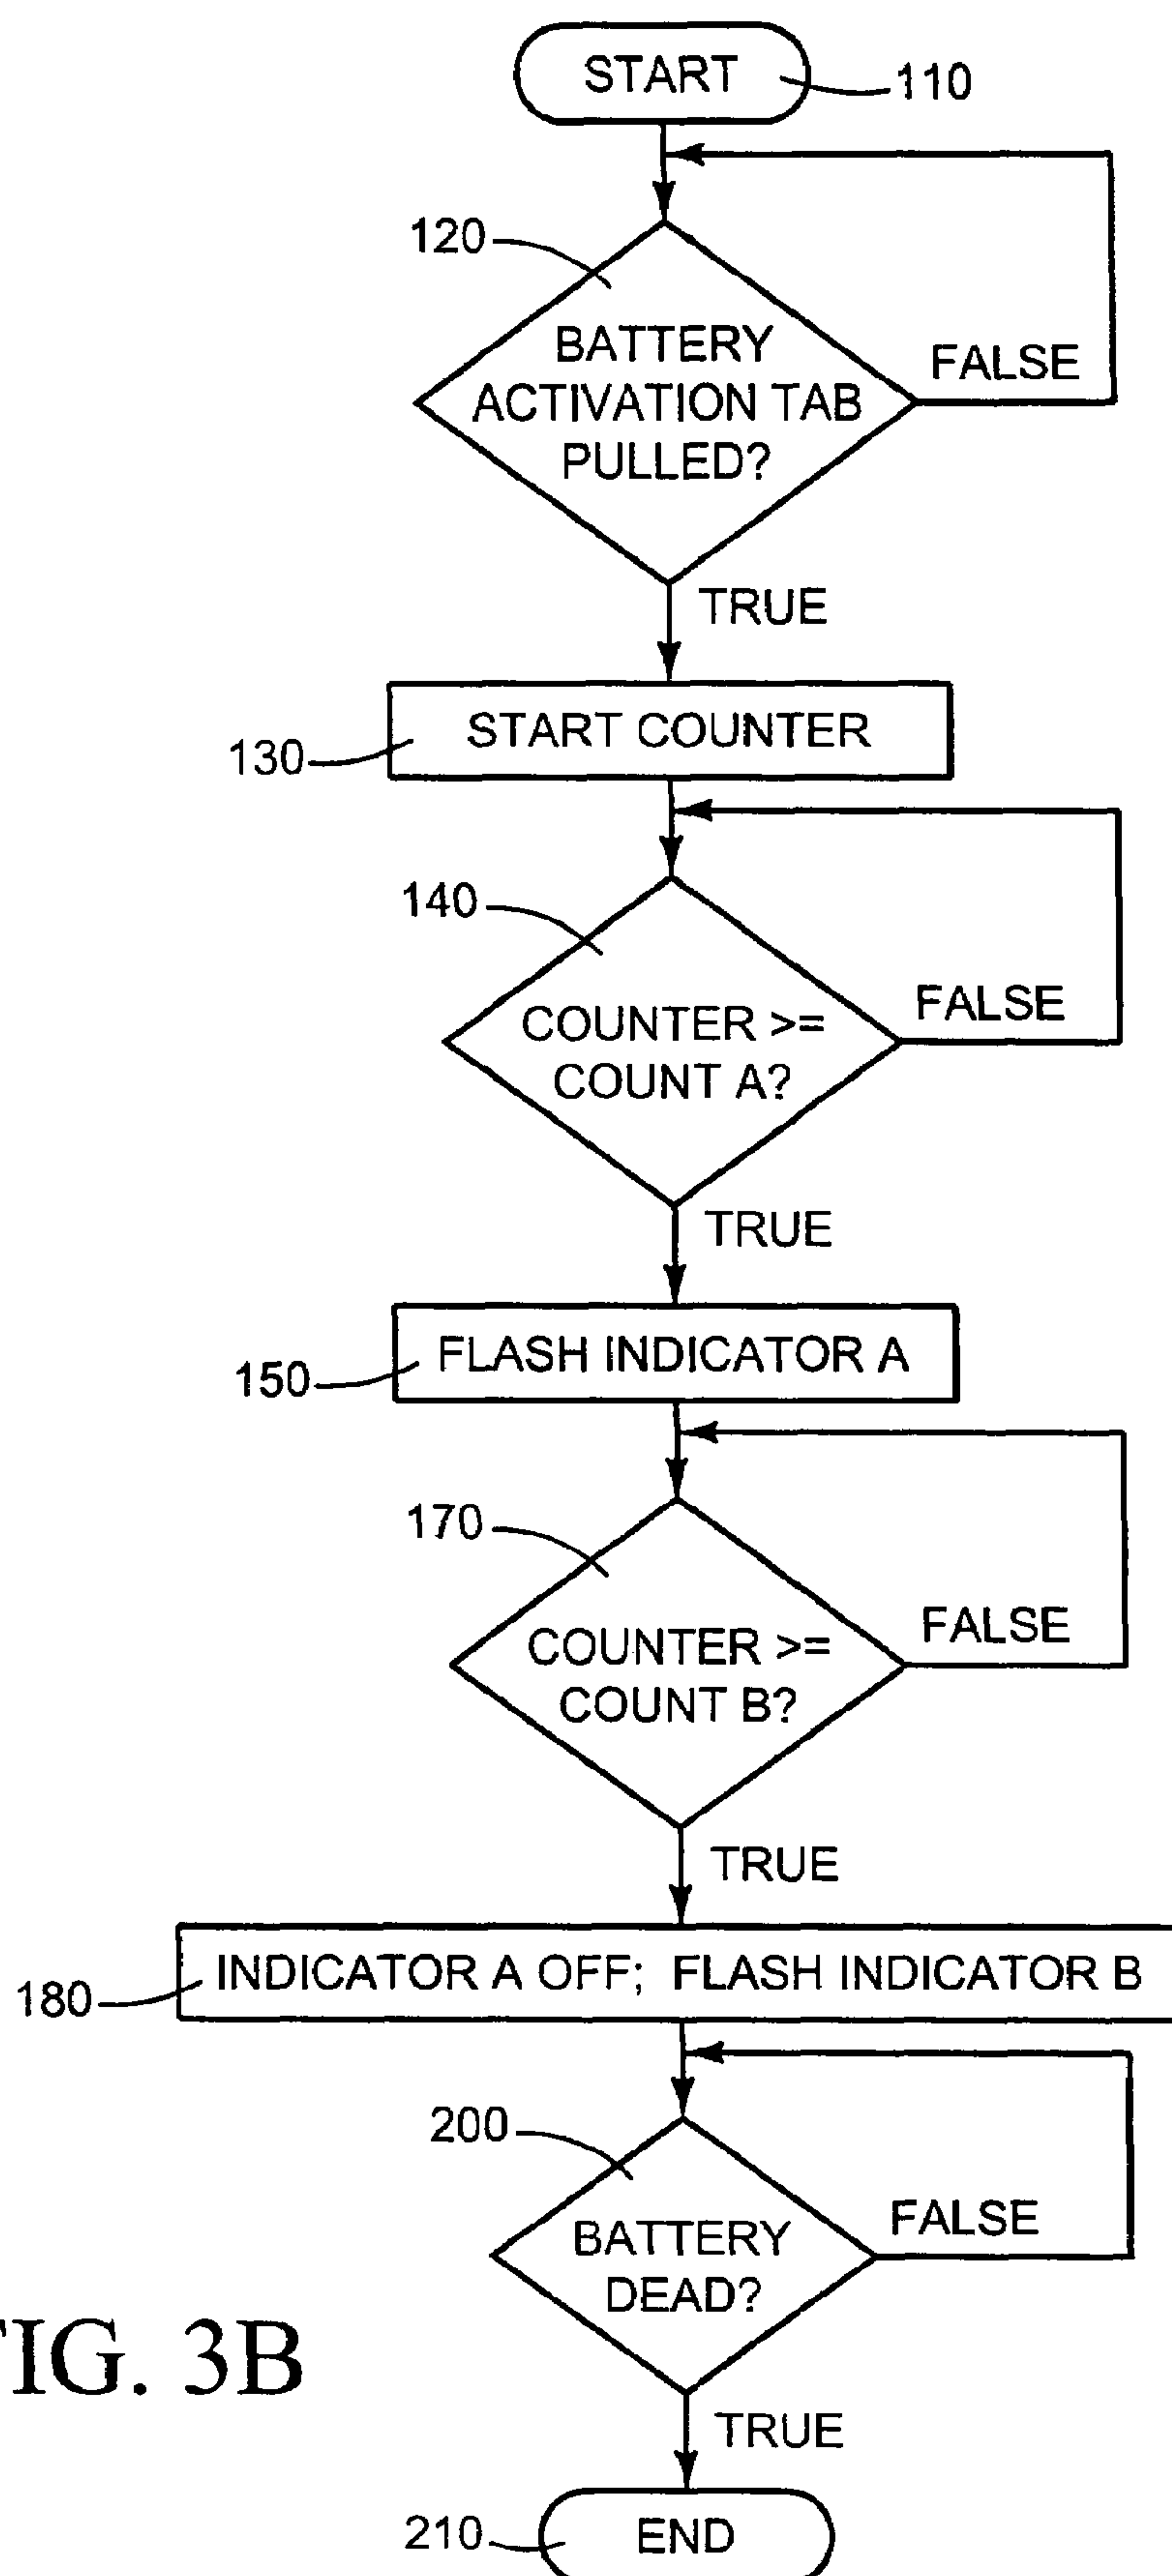 START
110
120
BATTERY
ACTIVATION TAB
PULLED?
FALSE
TRUE
START COUNTER
130
140
COUNTER >=
COUNT A?
FALSE
TRUE
FLASH INDICATOR A
150
170
COUNTER >=
COUNT B?
FALSE
TRUE
INDICATOR A OFF; FLASH INDICATOR B
180
200
BATTERY
DEAD?
FALSE
FIG. 3B
TRUE
210
END